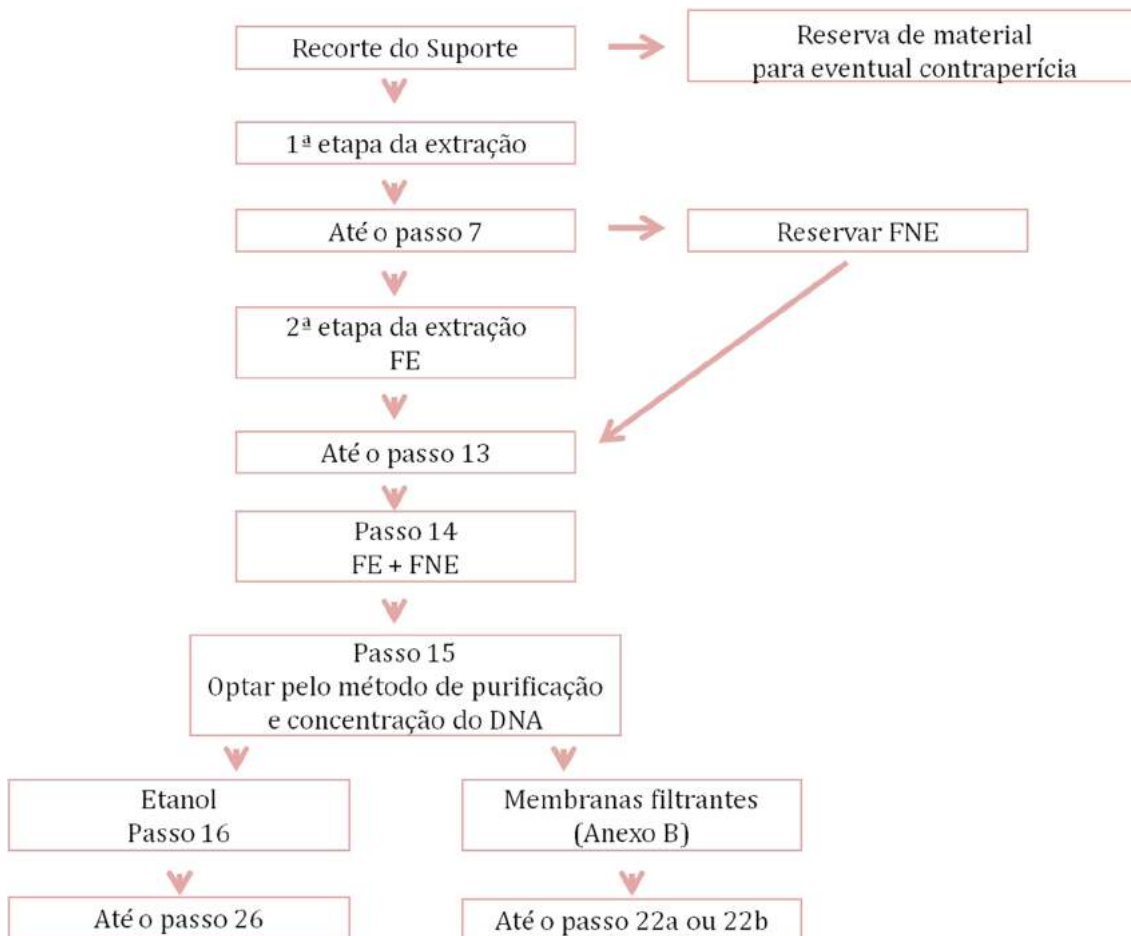 Recorte do Suporte
Reserva de material
para eventual contraperícia
1ª etapa da extração
Até o passo 7
Reservar FNE
2ª etapa da extração
FE
Até o passo 13
Passo 14
FE + FNE
Passo 15
Optar pelo método de purificação
e concentração do DNA
Etanol
Passo 16
Membranas filtrantes
(Anexo B)
Até o passo 26
Até o passo 22a ou 22b